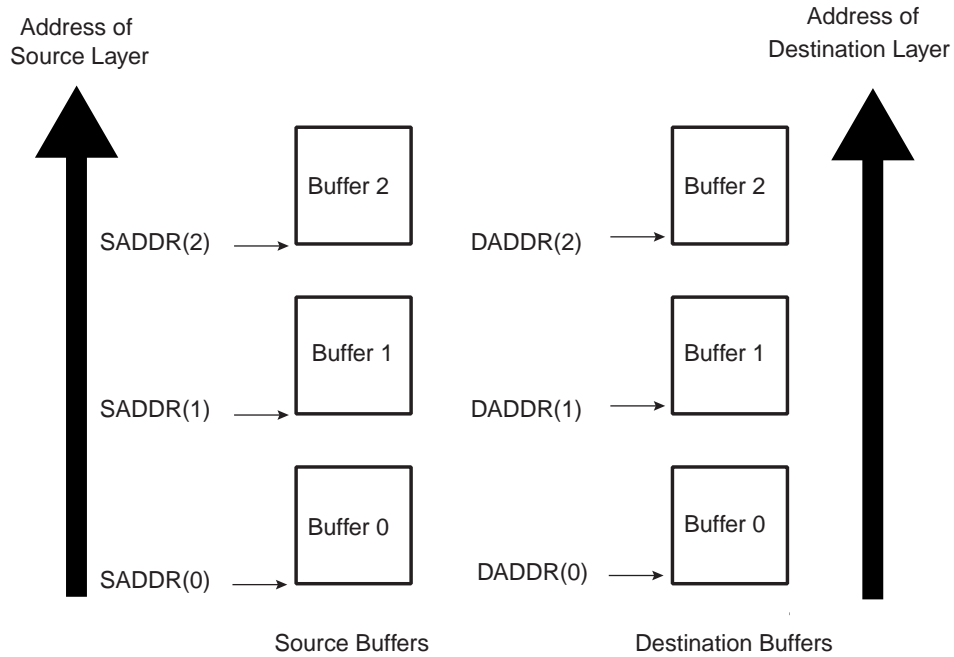 Address of
Source Layer
Address of
Destination Layer
Buffer 2
Buffer 2
SADDR(2)
DADDR(2)
Buffer 1
Buffer 1
SADDR(1)
DADDR(1)
Buffer 0
Buffer 0
SADDR(0)
DADDR(0)
Source Buffers
Destination Buffers